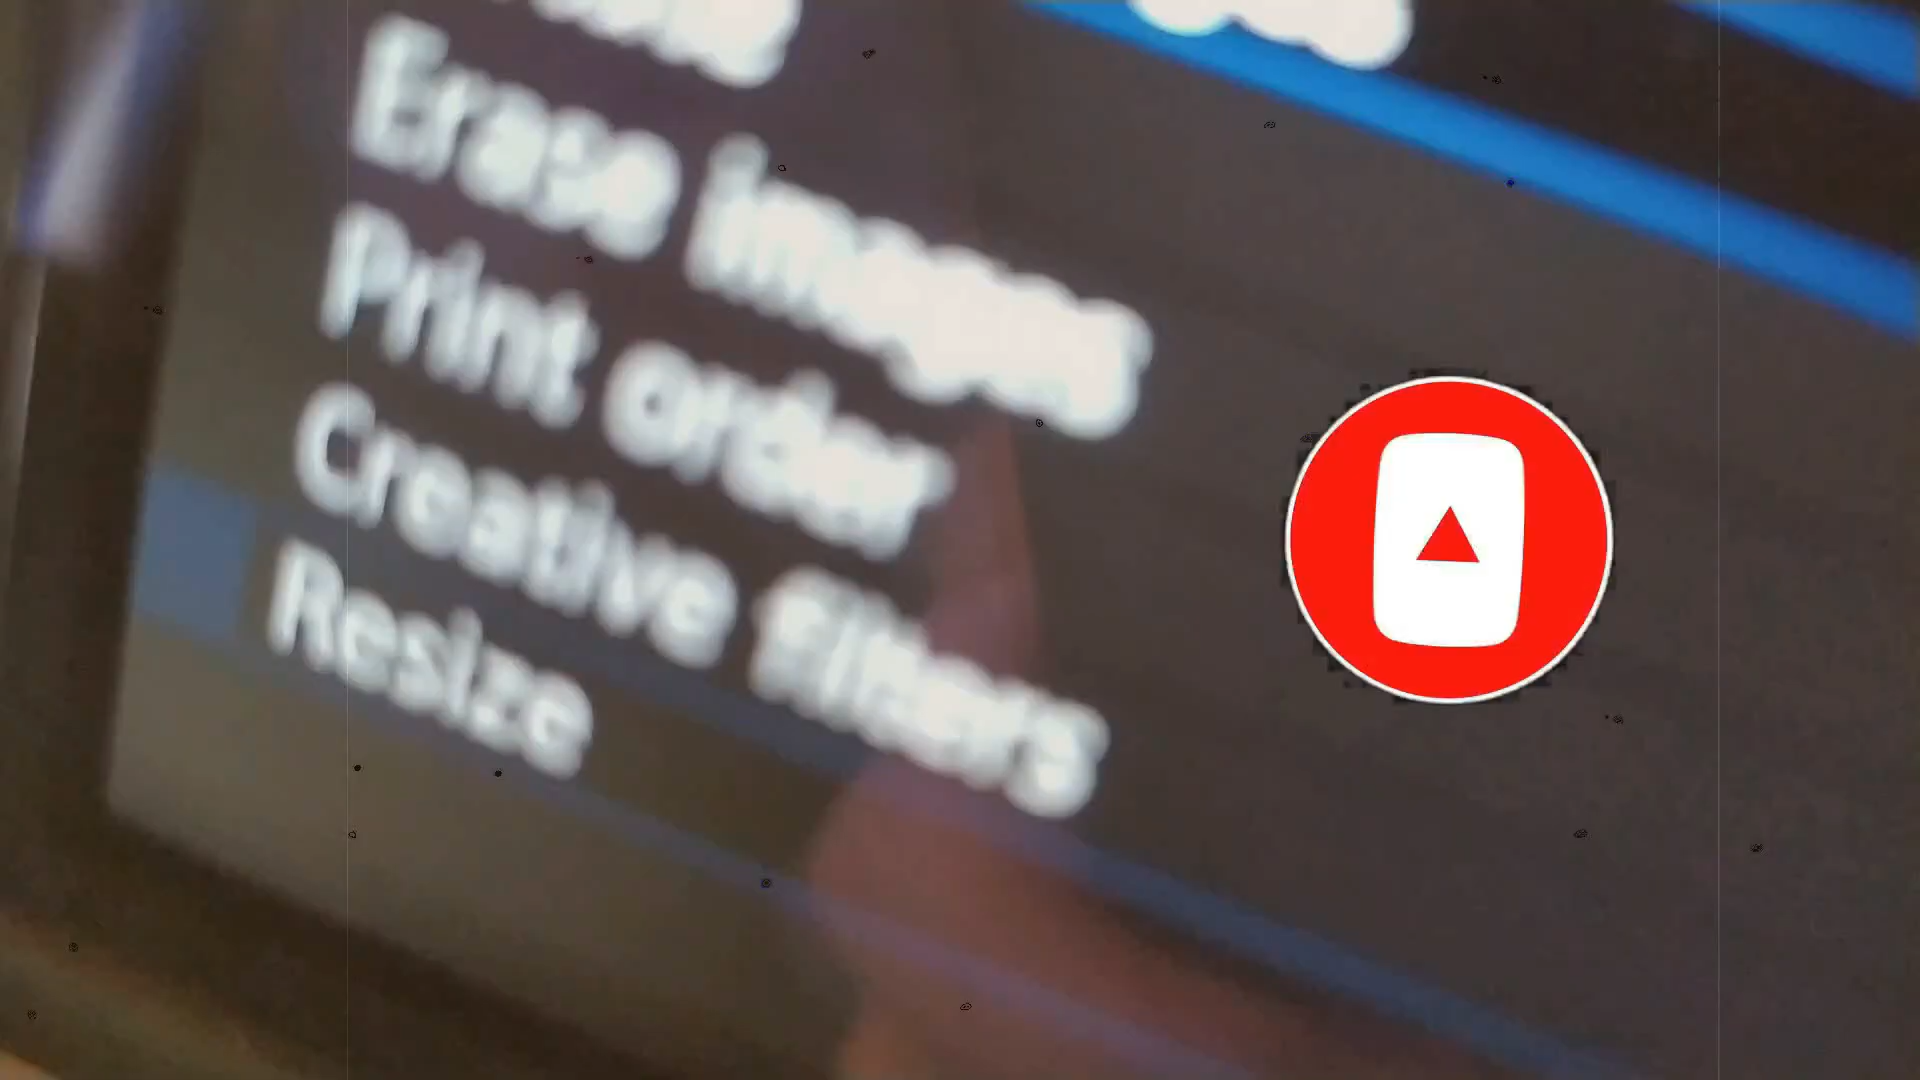 Erase images
Print order
Creative filters
Resize